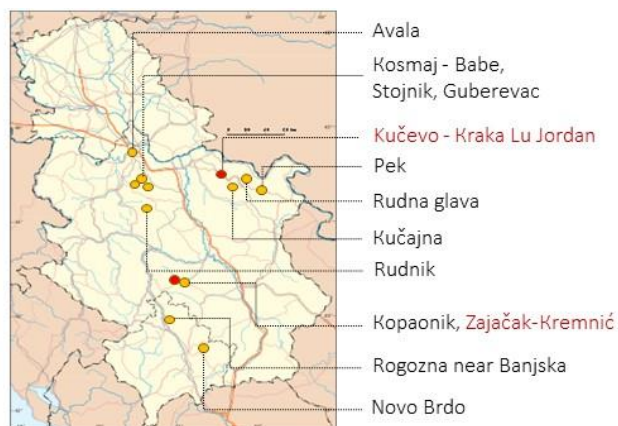 Avala
Kosmaj - Babe,
Stojnik, Guberevac
Kučevo - Kraka Lu Jordan
Pek
Rudna glava
Kučajna
Rudnik
Kopaonik, Zajačak-Kremnić
Rogozna near Banjska
Novo Brdo